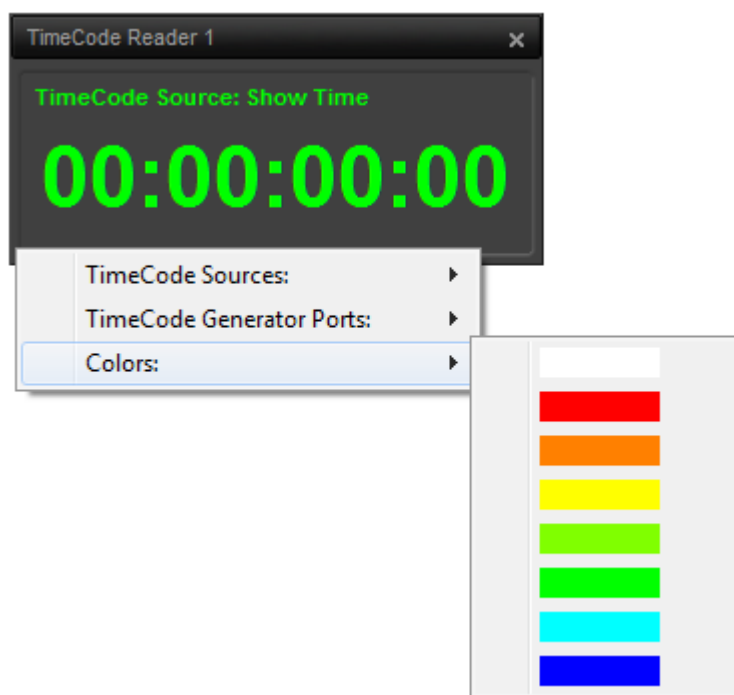 TimeCode Reader 1
TimeCode Source: Show Time
00:00:00:00
TimeCode Sources:
TimeCode Generator Ports:
Colors: